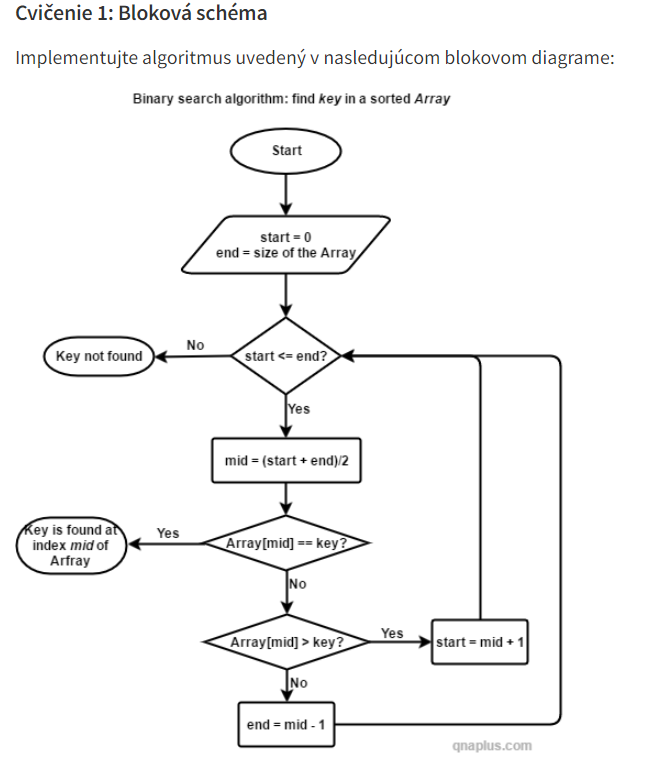 Cvičenie 1: Bloková schéma
Implementujte algoritmus uvedený v nasledujúcom blokovom diagrame:
Binary search algorithm: find key in a sorted Array
Start
start = 0
end = size of the Array
start <= end?
No
Key not found
Yes
mid = (start + end)/2
Array[mid] == key?
Yes
Key is found at
index mid of
Arfray
No
Array[mid] > key?
Yes
start = mid + 1
No
end = mid - 1
qnaplus.com